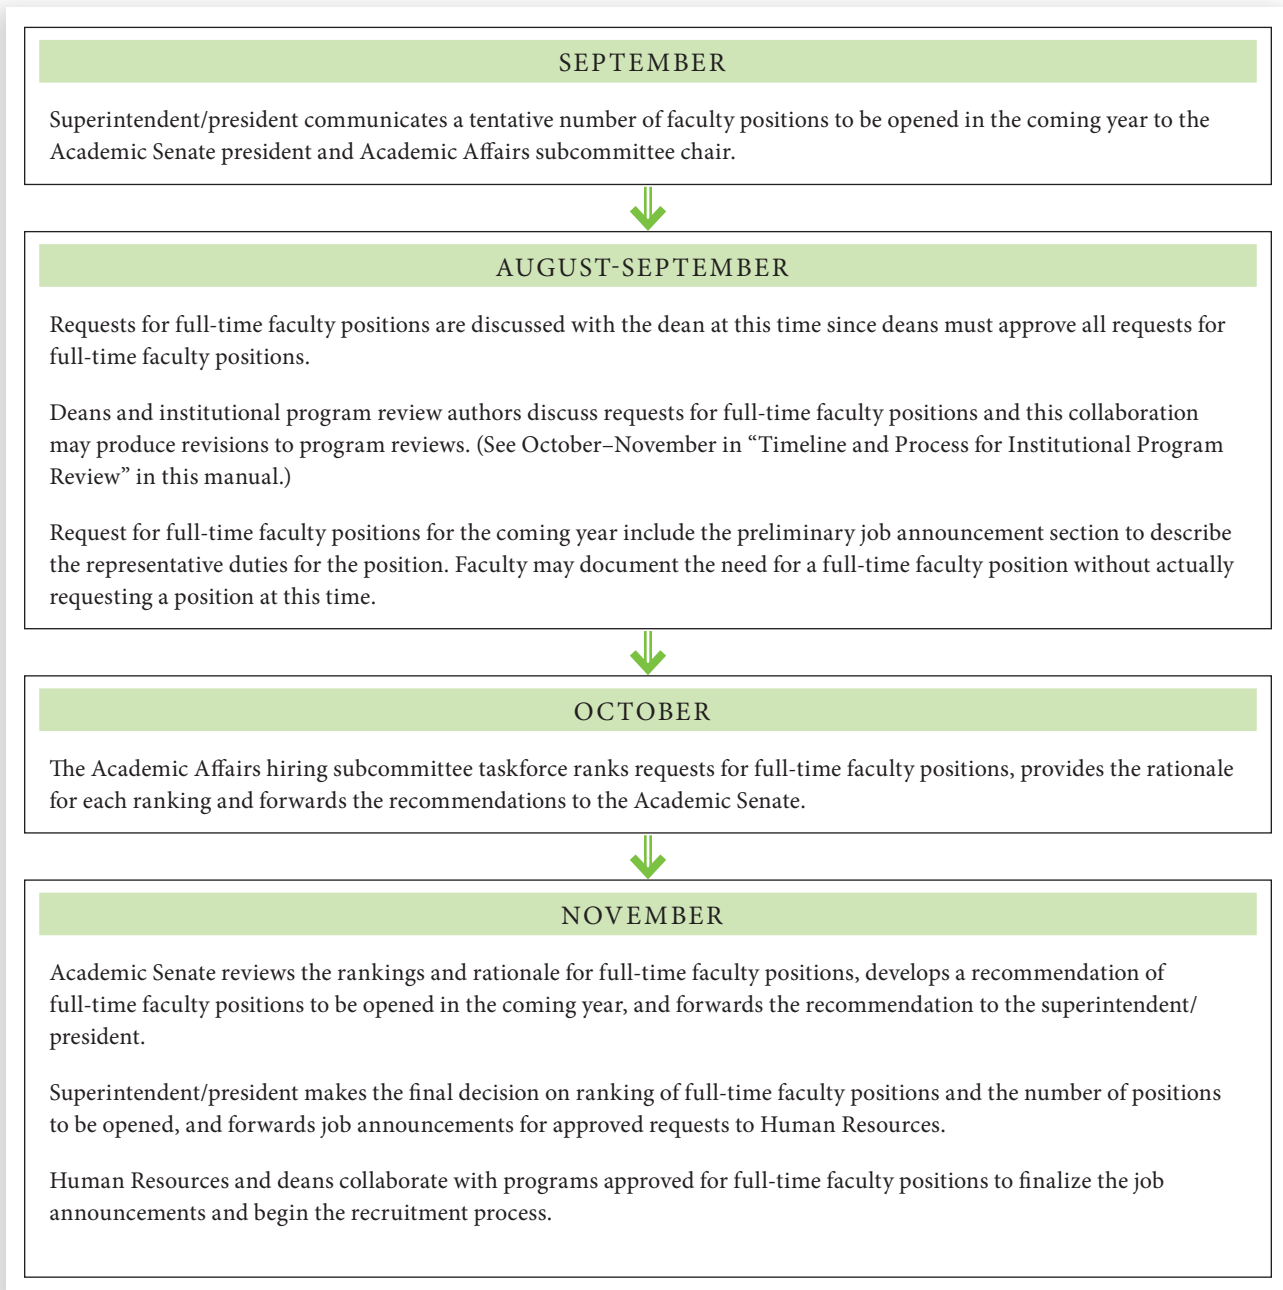 SEPTEMBER
Superintendent/president communicates a tentative number of faculty positions to be opened in the coming year to the
Academic Senate president and Academic Affairs subcommittee chair.
AUGUST-SEPTEMBER
Requests for full-time faculty positions are discussed with the dean at this time since deans must approve all requests for
full-time faculty positions.
Deans and institutional program review authors discuss requests for full-time faculty positions and this collaboration
may produce revisions to program reviews. (See October–November in “Timeline and Process for Institutional Program
Review” in this manual.)
Request for full-time faculty positions for the coming year include the preliminary job announcement section to describe
the representative duties for the position. Faculty may document the need for a full-time faculty position without actually
requesting a position at this time.
OCTOBER
The Academic Affairs hiring subcommittee taskforce ranks requests for full-time faculty positions, provides the rationale
for each ranking and forwards the recommendations to the Academic Senate.
NOVEMBER
Academic Senate reviews the rankings and rationale for full-time faculty positions, develops a recommendation of
full-time faculty positions to be opened in the coming year, and forwards the recommendation to the superintendent/
president.
Superintendent/president makes the final decision on ranking of full-time faculty positions and the number of positions
to be opened, and forwards job announcements for approved requests to Human Resources.
Human Resources and deans collaborate with programs approved for full-time faculty positions to finalize the job
announcements and begin the recruitment process.